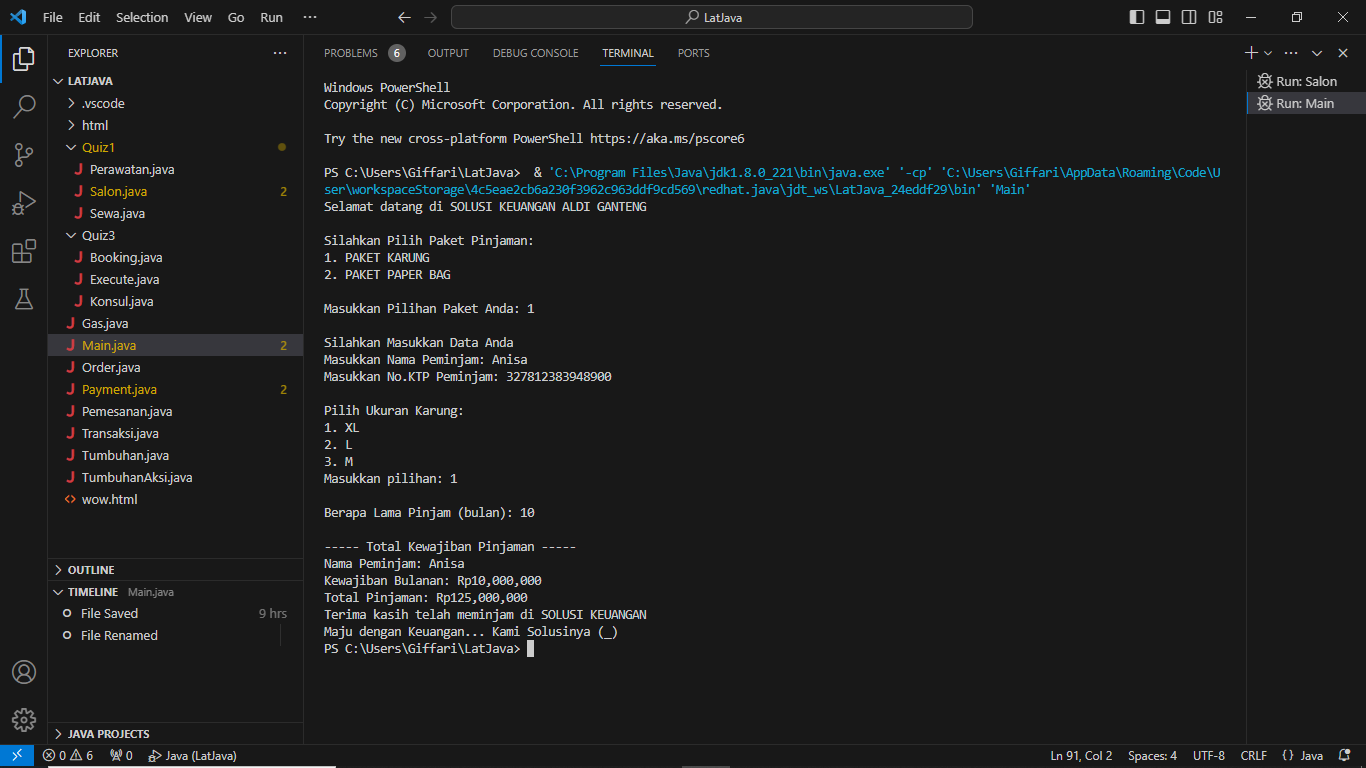 File Edit Selection View Go Run ··· LatJava
EXPLORER ···
LATJAVA
.vscode
html
Quiz1
Perawatan.java
Salon.java 2
Sewa.java
Quiz3
Booking.java
Execute.java
Konsul.java
Gas.java
Main.java 2
Order.java
Payment.java 2
Pemesanan.java
Transaksi.java
Tumbuhan.java
TumbuhanAksi.java
wow.html
OUTLINE
TIMELINE Main.java
File Saved 9 hrs
File Renamed
JAVA PROJECTS
PROBLEMS 6 OUTPUT DEBUG CONSOLE TERMINAL PORTS
Windows PowerShell
Copyright (C) Microsoft Corporation. All rights reserved.
Try the new cross-platform PowerShell https://aka.ms/pscore6
PS C:\Users\Giffari\LatJava>  & 'C:\Program Files\Java\jdk1.8.0_221\bin\java.exe' '-cp' 'C:\Users\Giffari\AppData\Roaming\Code\U
ser\workspaceStorage\4c5eae2cb6a230f3962c963ddf9cd569\redhat.java\jdt_ws\LatJava_24eddf29\bin' 'Main'
Selamat datang di SOLUSI KEUANGAN ALDI GANTENG
Silahkan Pilih Paket Pinjaman:
1. PAKET KARUNG
2. PAKET PAPER BAG
Masukkan Pilihan Paket Anda: 1
Silahkan Masukkan Data Anda
Masukkan Nama Peminjam: Anisa
Masukkan No.KTP Peminjam: 327812383948900
Pilih Ukuran Karung:
1. XL
2. L
3. M
Masukkan pilihan: 1
Berapa Lama Pinjam (bulan): 10
----- Total Kewajiban Pinjaman -----
Nama Peminjam: Anisa
Kewajiban Bulanan: Rp10,000,000
Total Pinjaman: Rp125,000,000
Terima kasih telah meminjam di SOLUSI KEUANGAN
Maju dengan Keuangan... Kami Solusinya (_)
PS C:\Users\Giffari\LatJava>
Run: Salon
Run: Main
0 6 0 Java (LatJava) Ln 91, Col 2 Spaces: 4 UTF-8 CRLF {} Java